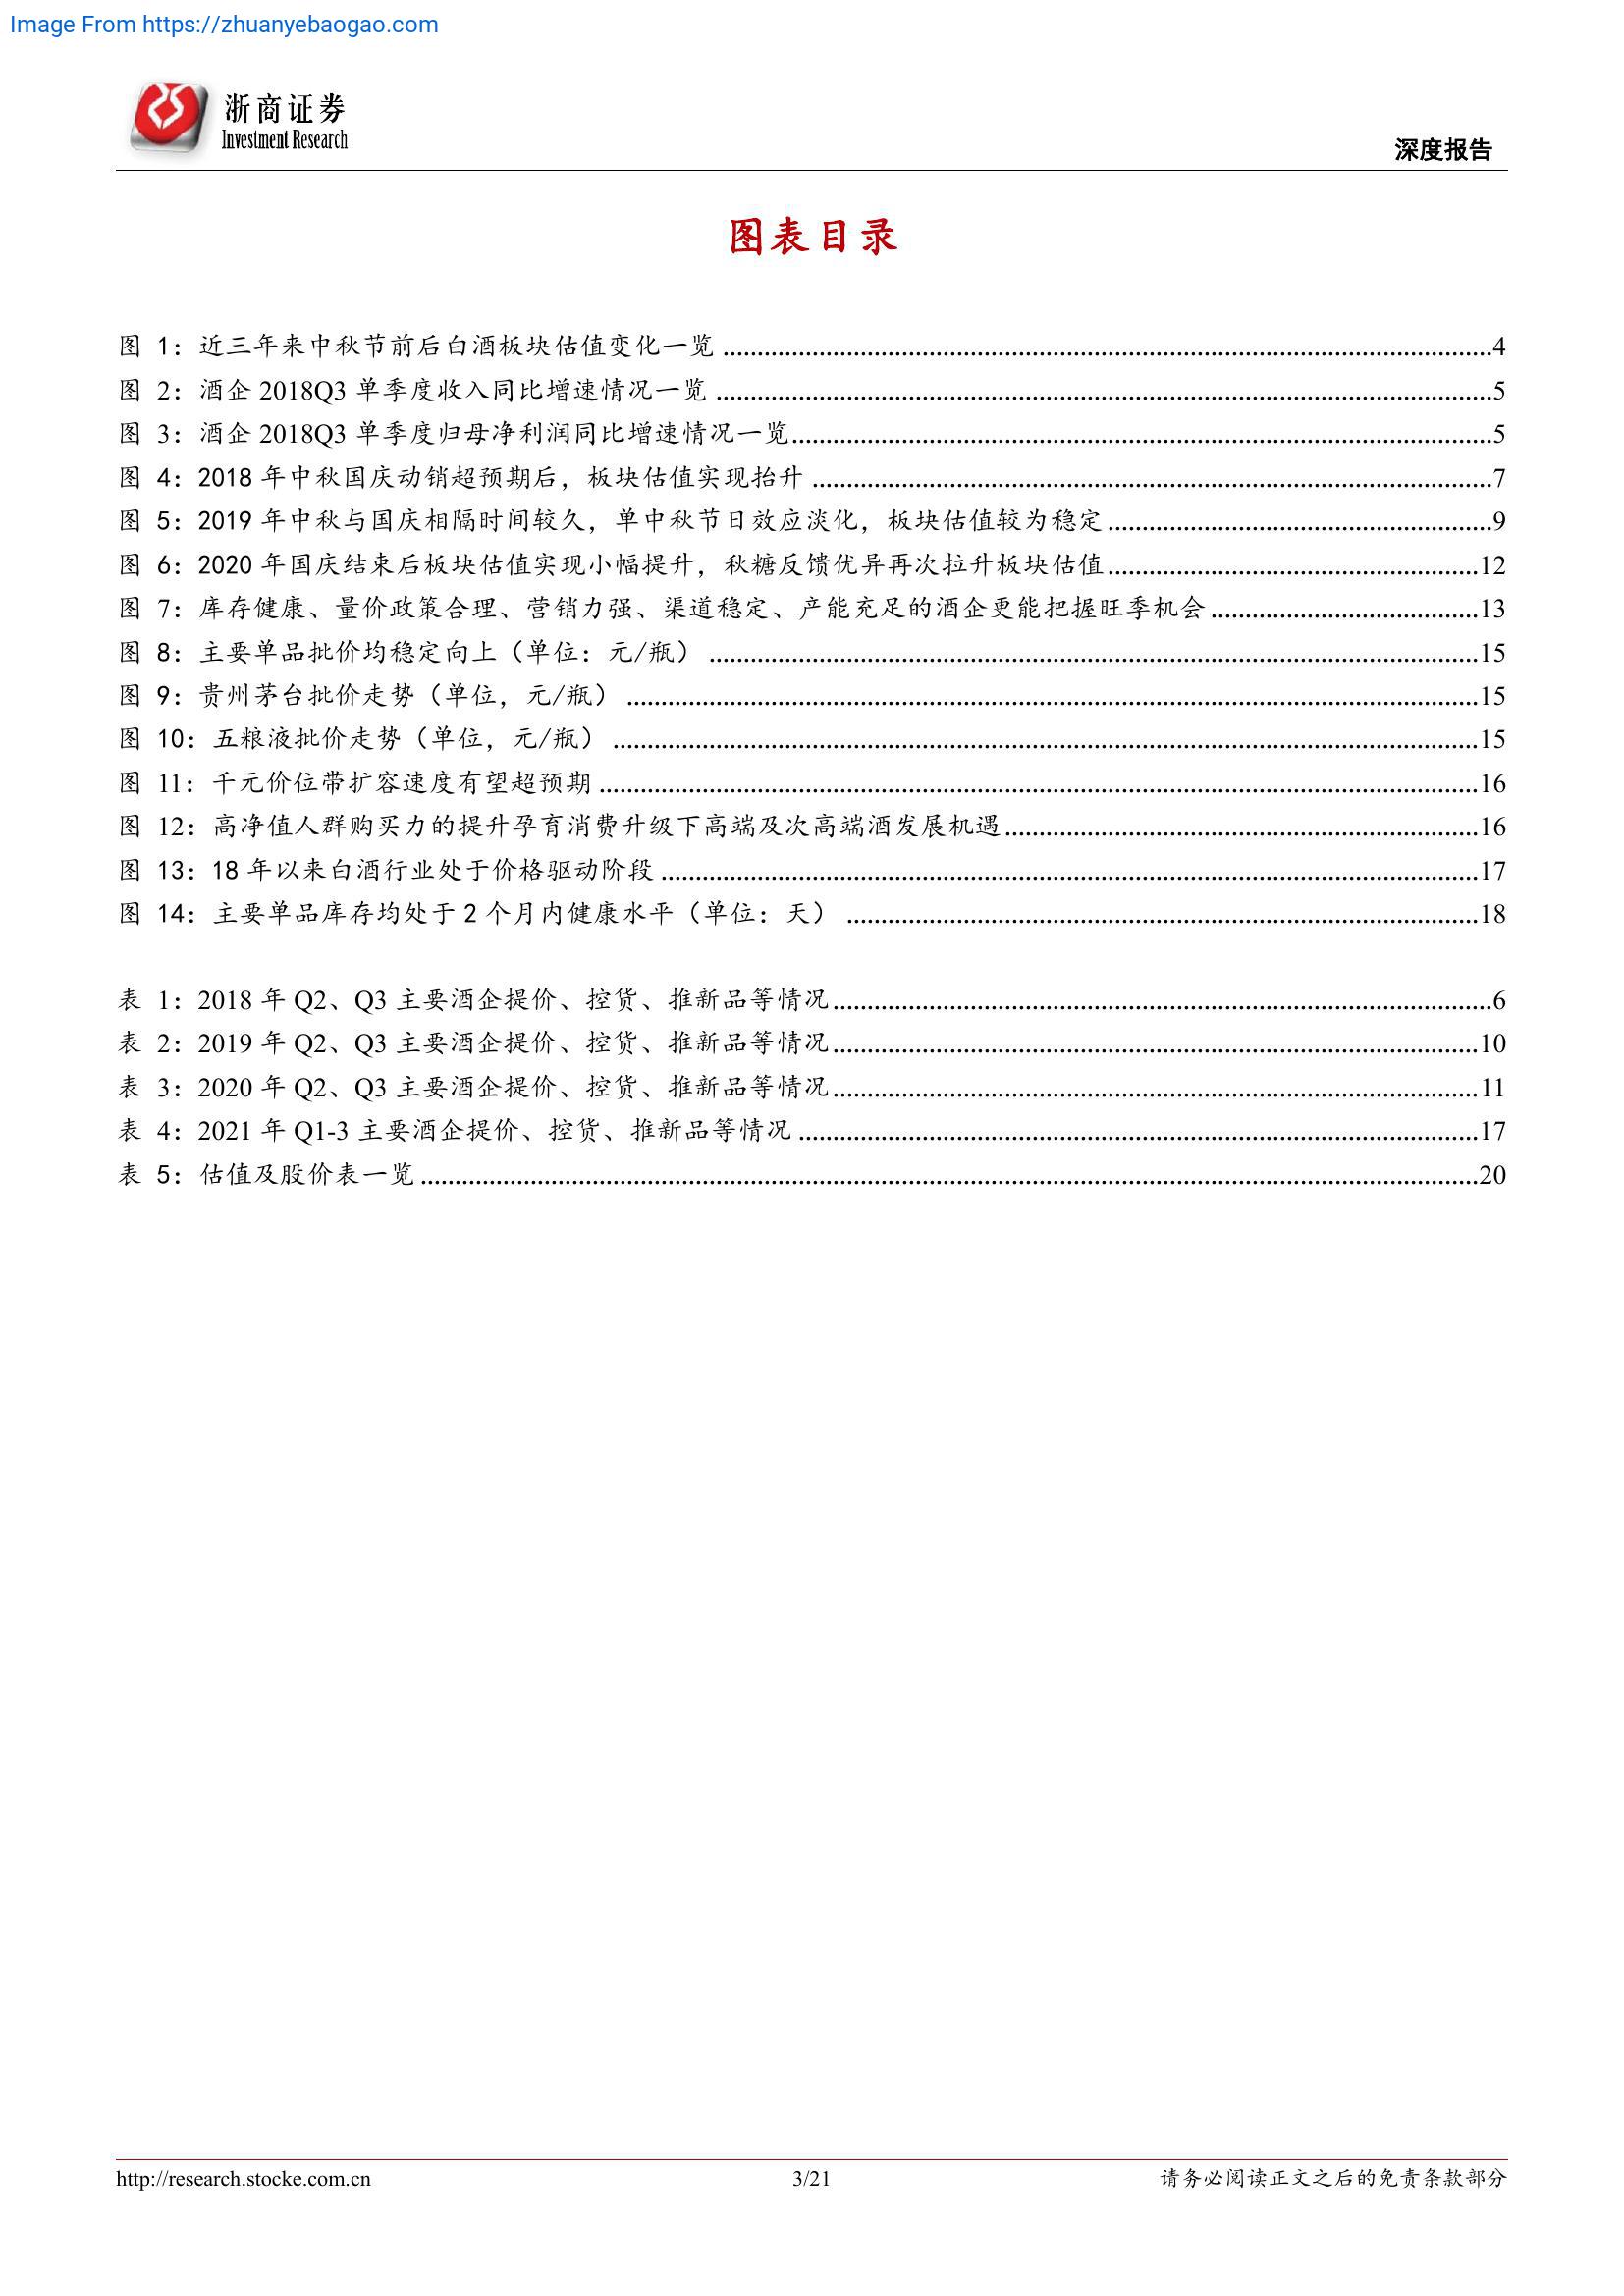 Image From https://zhuanyebaogao.com
浙商证券
Investment Research
深度报告
图表目录
图 1：近三年来中秋节前后白酒板块估值变化一览 ................................................................ 4
图 2：酒企 2018Q3 单季度收入同比增速情况一览 ................................................................ 5
图 3：酒企 2018Q3 单季度归母净利润同比增速情况一览 ................................................................ 5
图 4：2018 年中秋国庆动销超预期后，板块估值实现抬升 ................................................................ 7
图 5：2019 年中秋与国庆相隔时间较久，单中秋节日效应淡化，板块估值较为稳定 ................................................................ 9
图 6：2020 年国庆结束后板块估值实现小幅提升，秋糖反馈优异再次拉升板块估值 ................................................................ 12
图 7：库存健康、量价政策合理、营销力强、渠道稳定、产能充足的酒企更能把握旺季机会 ................................................................ 13
图 8：主要单品批价均稳定向上（单位：元/瓶） ................................................................ 15
图 9：贵州茅台批价走势（单位，元/瓶） ................................................................ 15
图 10：五粮液批价走势（单位，元/瓶） ................................................................ 15
图 11：千元价位带扩容速度有望超预期 ................................................................ 16
图 12：高净值人群购买力的提升孕育消费升级下高端及次高端酒发展机遇 ................................................................ 16
图 13：18 年以来白酒行业处于价格驱动阶段 ................................................................ 17
图 14：主要单品库存均处于 2 个月内健康水平（单位：天） ................................................................ 18
表 1：2018 年 Q2、Q3 主要酒企提价、控货、推新品等情况 ................................................................ 6
表 2：2019 年 Q2、Q3 主要酒企提价、控货、推新品等情况 ................................................................ 10
表 3：2020 年 Q2、Q3 主要酒企提价、控货、推新品等情况 ................................................................ 11
表 4：2021 年 Q1-3 主要酒企提价、控货、推新品等情况 ................................................................ 17
表 5：估值及股价表一览 ................................................................ 20
http://research.stocke.com.cn
3/21
请务必阅读正文之后的免责条款部分